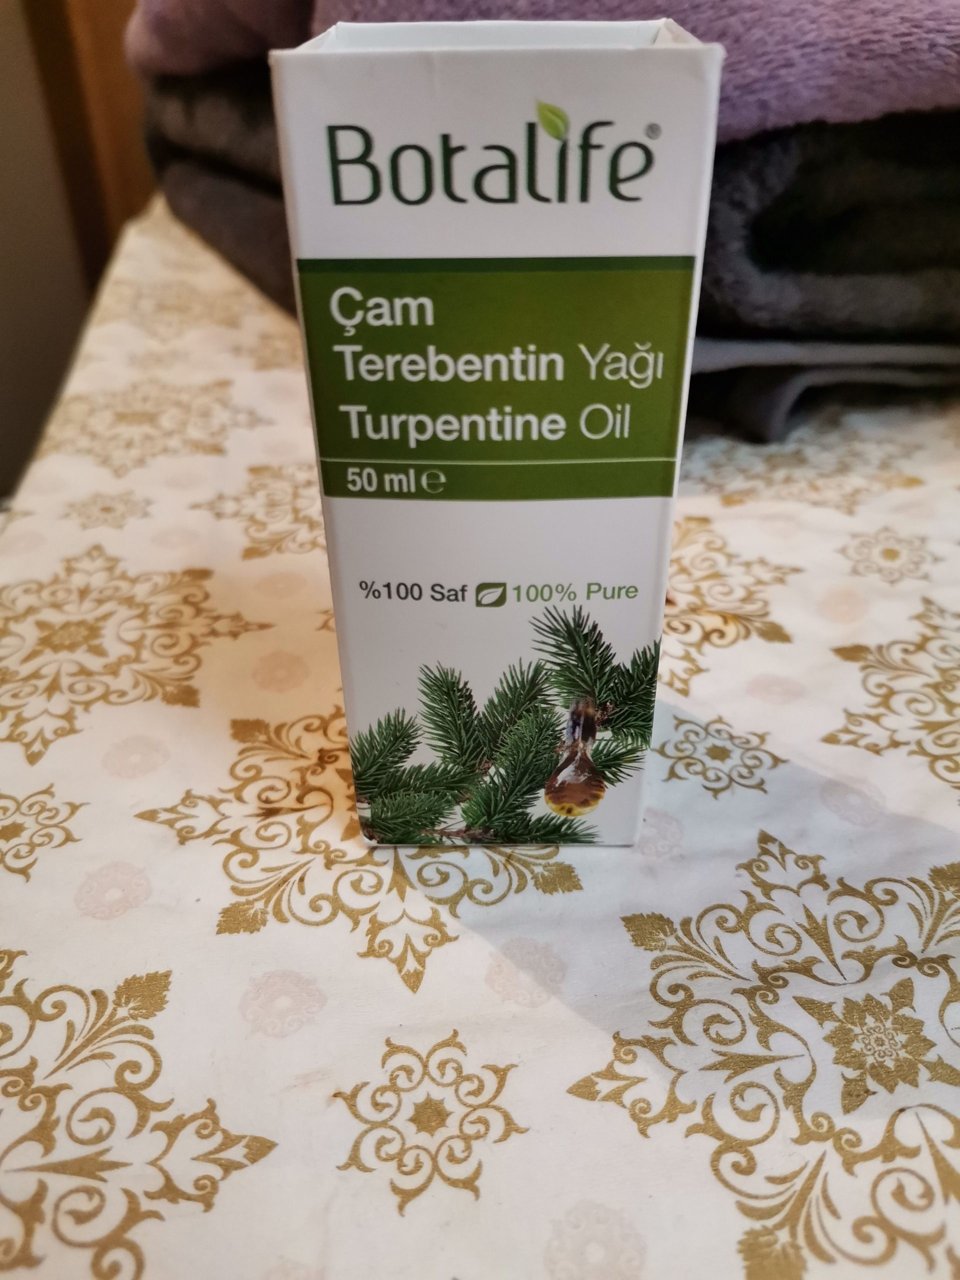 Botalife®
Çam
Terebentin Yağı
Turpentine Oil
50 ml ℮
%100 Saf 100% Pure